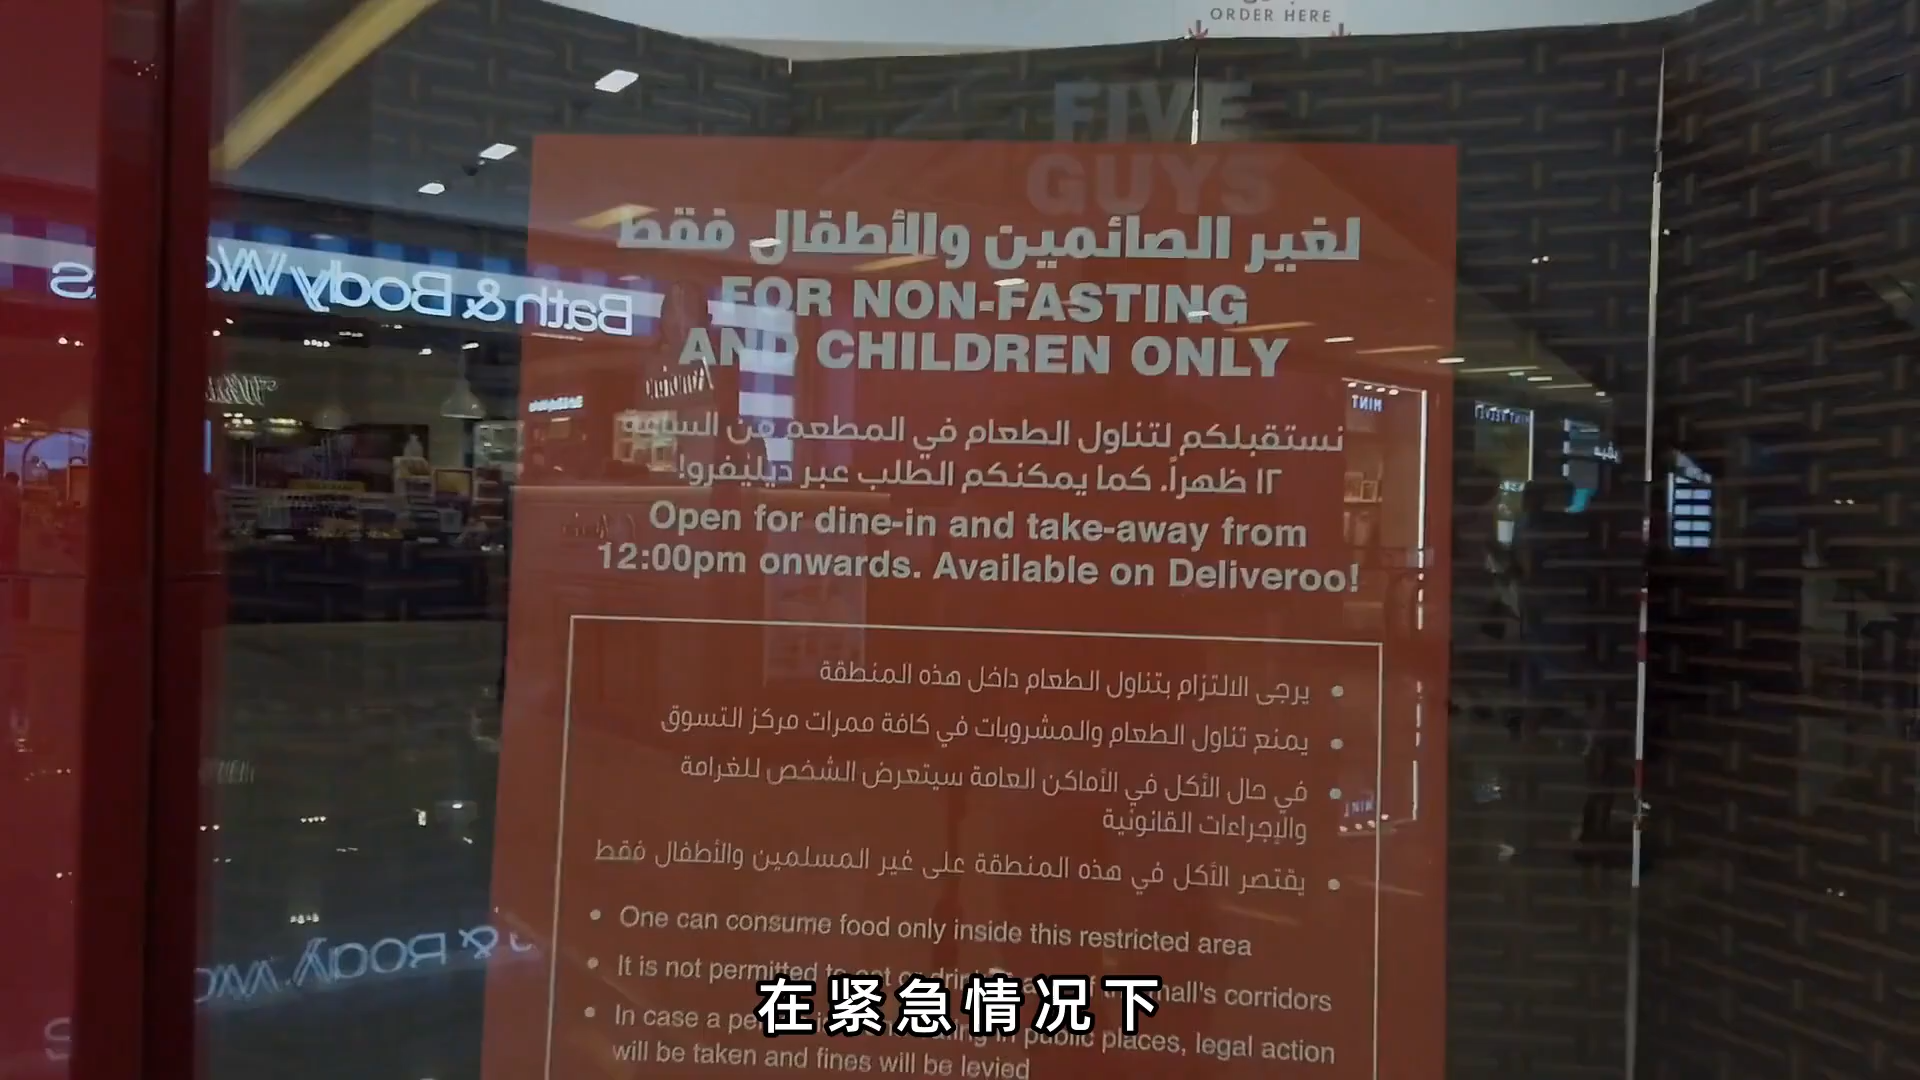 ORDER HERE
FIVE
GUYS
لغير الصائمين والأطفال فقط
FOR NON-FASTING
AND CHILDREN ONLY
Bath & Body Wo
نستقبلكم لتناول الطعام في المطعم من الساعة
١٢ ظهراً. كما يمكنكم الطلب عبر ديليفرو!
Open for dine-in and take-away from
12:00pm onwards. Available on Deliveroo!
يرجى الالتزام بتناول الطعام داخل هذه المنطقة
يمنع تناول الطعام والمشروبات في كافة ممرات مركز التسوق
في حال الأكل في الأماكن العامة سيتعرض الشخص للغرامة
والإجراءات القانونية
يقتصر الأكل في هذه المنطقة على غير المسلمين والأطفال فقط
One can consume food only inside this restricted area
It is not permitted to eat or drink mall's corridors
In case a in public places, legal action
will be taken and fines will be levied
在紧急情况下